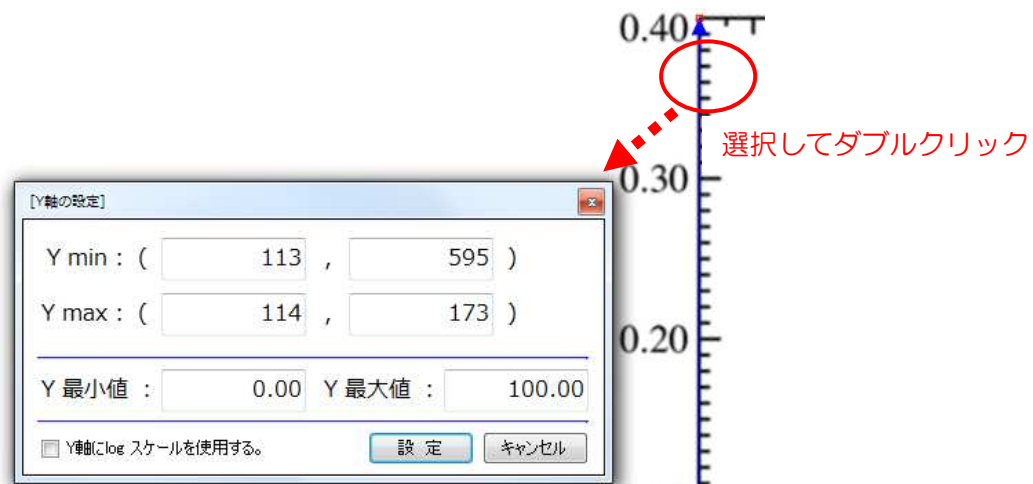 0.40
選択してダブルクリック
0.30
[Y軸の設定]
Y min : ( 113 , 595 )
Y max : ( 114 , 173 )
0.20
Y 最小値 : 0.00 Y 最大値 : 100.00
Y軸にlog スケールを使用する。 設 定 キャンセル